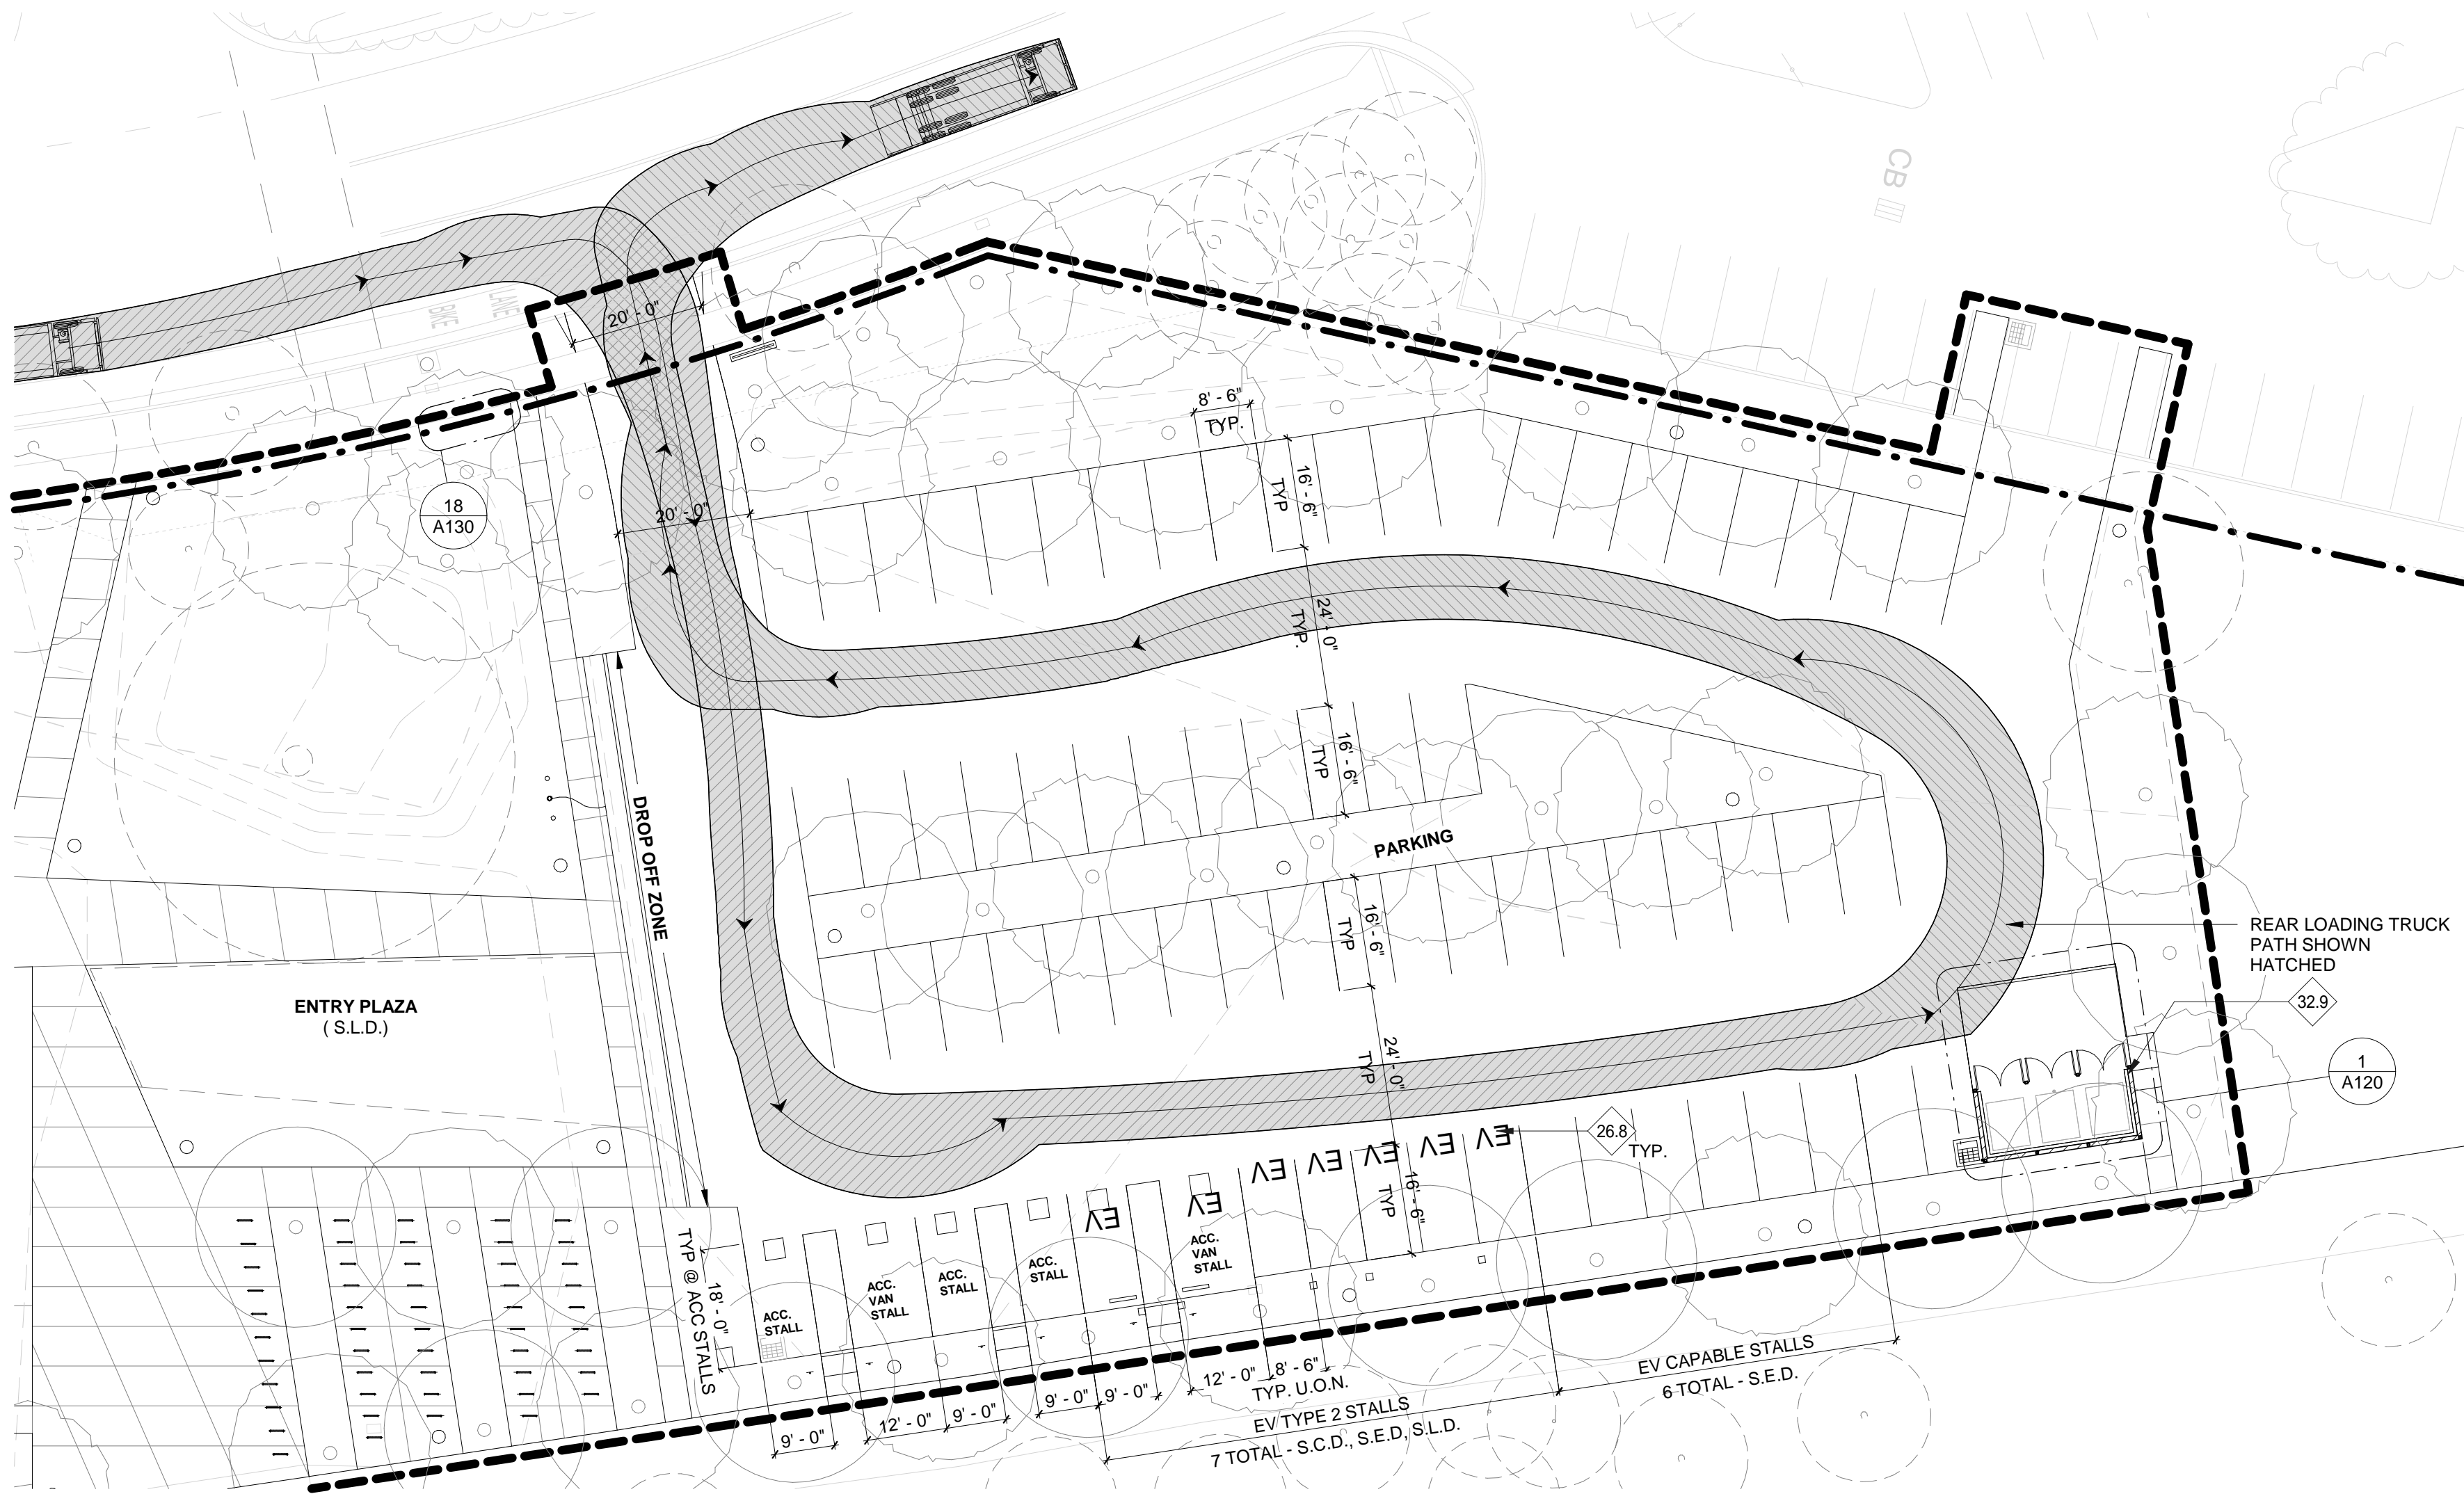 CB
BIKE
LANE
20' - 0"
8' - 6"
TYP.
18
A130
20' - 0"
16' - 6"
TYP
24' - 0"
TYP.
16' - 6"
TYP
DROP OFF ZONE
PARKING
16' - 6"
TYP
REAR LOADING TRUCK
PATH SHOWN
HATCHED
32.9
ENTRY PLAZA
( S.L.D.)
24' - 0"
TYP
1
A120
26.8
TYP.
EV
EV
EV
EV
EV
EV
EV
16' - 6"
TYP
ACC.
VAN
STALL
ACC.
STALL
ACC.
STALL
ACC.
VAN
STALL
ACC.
STALL
18' - 0"
TYP @ ACC STALLS
EV CAPABLE STALLS
6 TOTAL - S.E.D.
12' - 0"
8' - 6"
TYP. U.O.N.
9' - 0"
9' - 0"
9' - 0"
12' - 0"
9' - 0"
EV TYPE 2 STALLS
7 TOTAL - S.C.D., S.E.D, S.L.D.